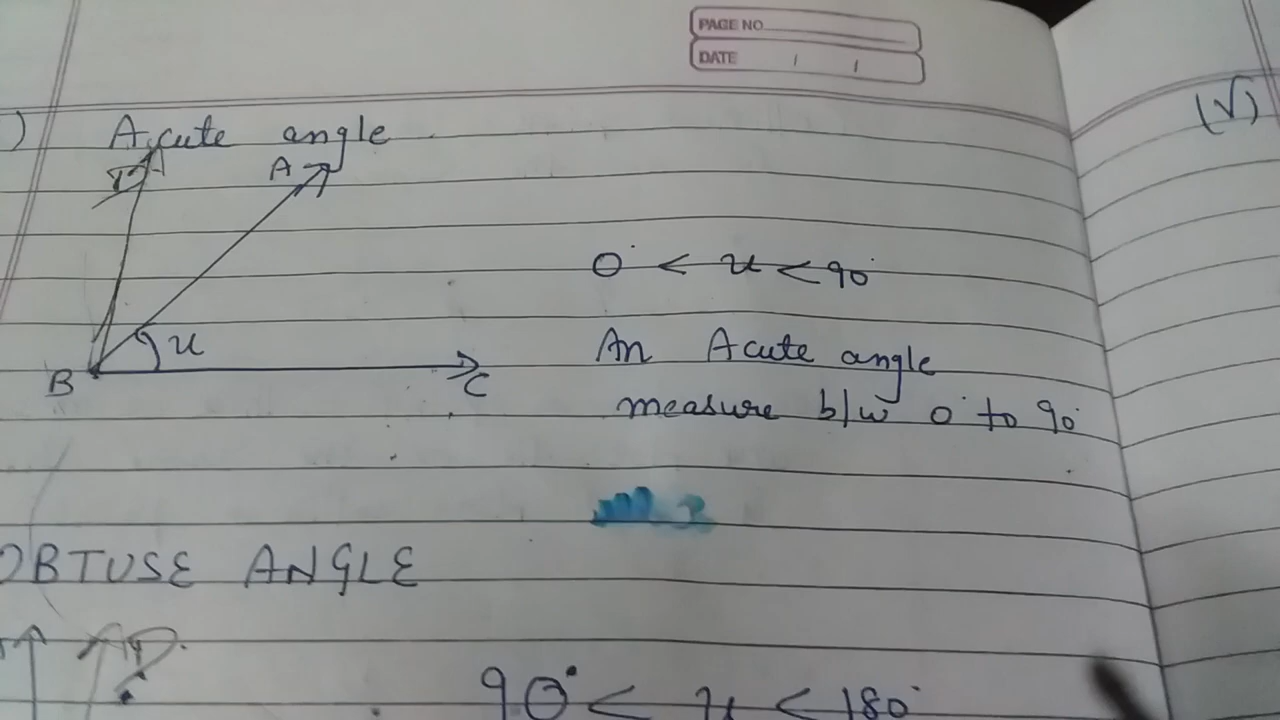 PAGE NO.
DATE / /
) Acute angle
A
0° < x < 90°
x
B
C
An Acute angle
measure b/w 0° to 90°
(√)
OBTUSE ANGLE
D
90° < x < 180°